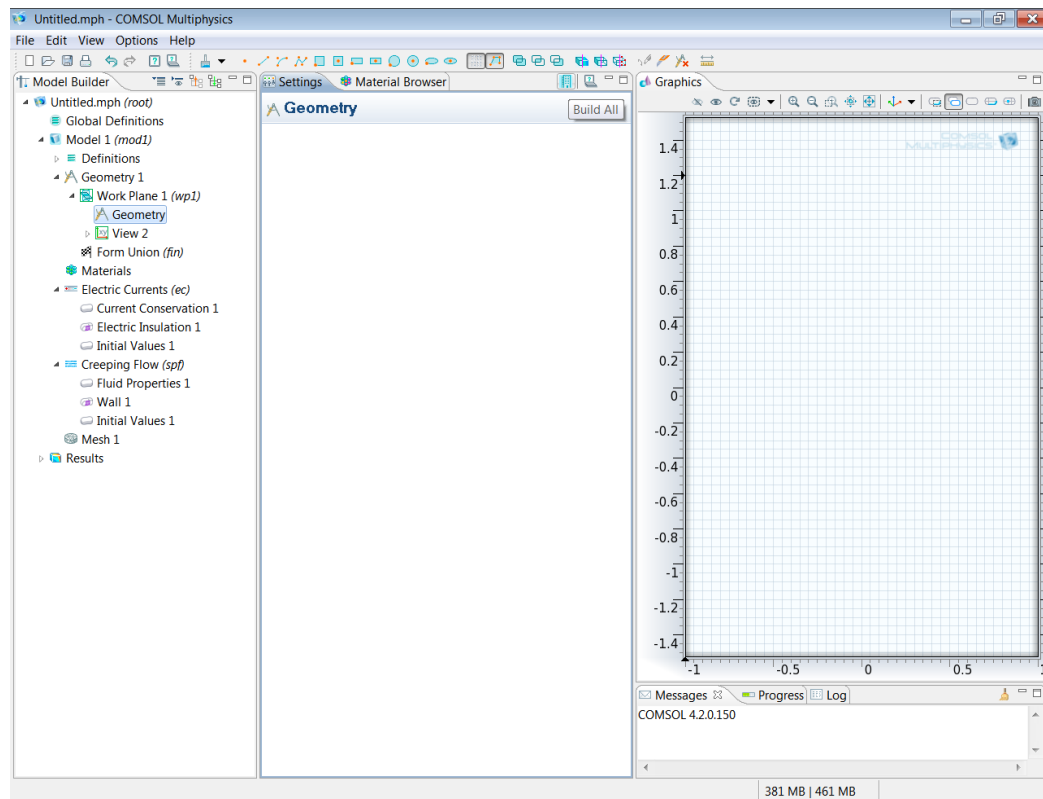 Untitled.mph - COMSOL Multiphysics
File Edit View Options Help
Model Builder
Untitled.mph (root)
Global Definitions
Model 1 (mod1)
Definitions
Geometry 1
Work Plane 1 (wp1)
Geometry
View 2
Form Union (fin)
Materials
Electric Currents (ec)
Current Conservation 1
Electric Insulation 1
Initial Values 1
Creeping Flow (spf)
Fluid Properties 1
Wall 1
Initial Values 1
Mesh 1
Results
Settings Material Browser
Geometry
Build All
Graphics
COMSOL
MULTIPHYSICS
1.4
1.2
1
0.8
0.6
0.4
0.2
0
-0.2
-0.4
-0.6
-0.8
-1
-1.2
-1.4
-1 -0.5 0 0.5
Messages Progress Log
COMSOL 4.2.0.150
381 MB | 461 MB